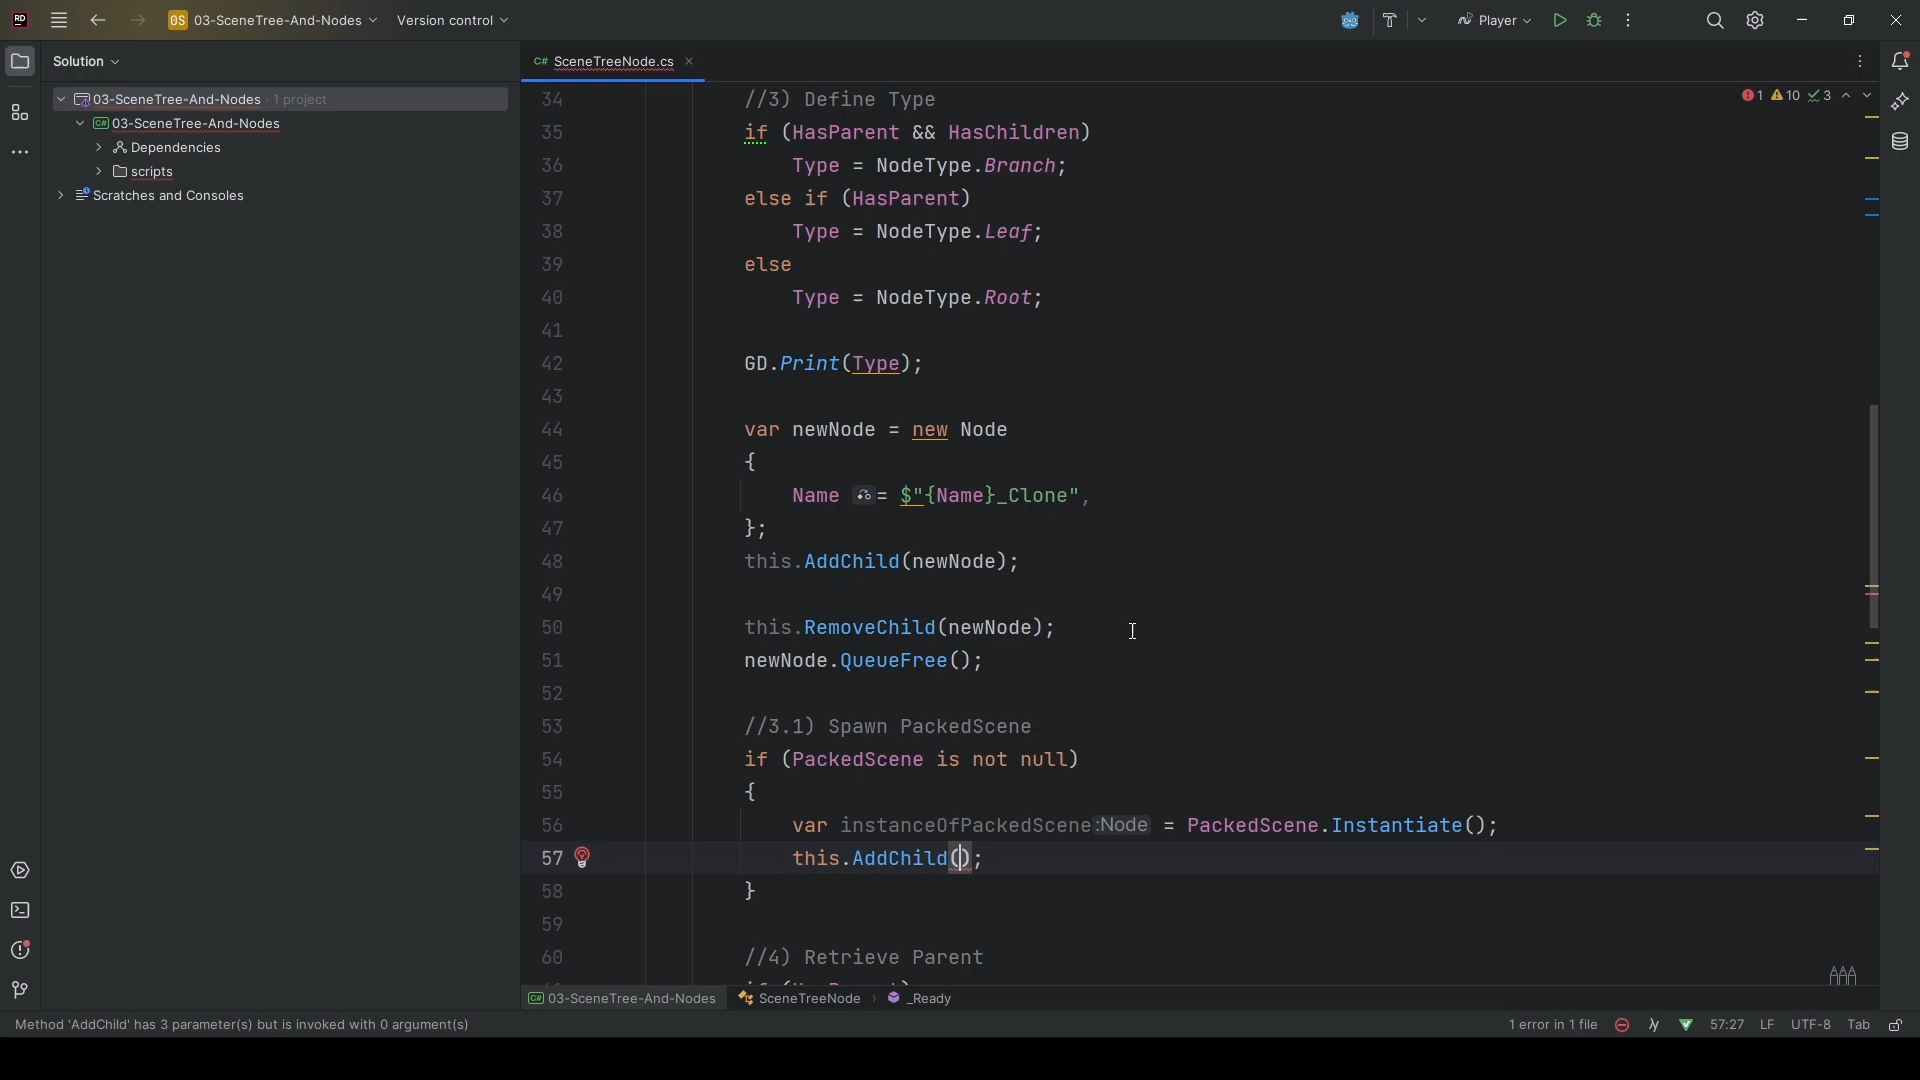 RD
03-SceneTree-And-Nodes
Version control
Player
Solution
C# SceneTreeNode.cs
03-SceneTree-And-Nodes · 1 project
C# 03-SceneTree-And-Nodes
Dependencies
scripts
Scratches and Consoles
1 10 3
34 //3) Define Type
35 if (HasParent && HasChildren)
36 Type = NodeType.Branch;
37 else if (HasParent)
38 Type = NodeType.Leaf;
39 else
40 Type = NodeType.Root;
41
42 GD.Print(Type);
43
44 var newNode = new Node
45 {
46 Name = $"{Name}_Clone",
47 };
48 this.AddChild(newNode);
49
50 this.RemoveChild(newNode);
51 newNode.QueueFree();
52
53 //3.1) Spawn PackedScene
54 if (PackedScene is not null)
55 {
56 var instanceOfPackedScene :Node = PackedScene.Instantiate();
57 this.AddChild();
58 }
59
60 //4) Retrieve Parent
C# 03-SceneTree-And-Nodes SceneTreeNode _Ready
Method 'AddChild' has 3 parameter(s) but is invoked with 0 argument(s)
1 error in 1 file 57:27 LF UTF-8 Tab